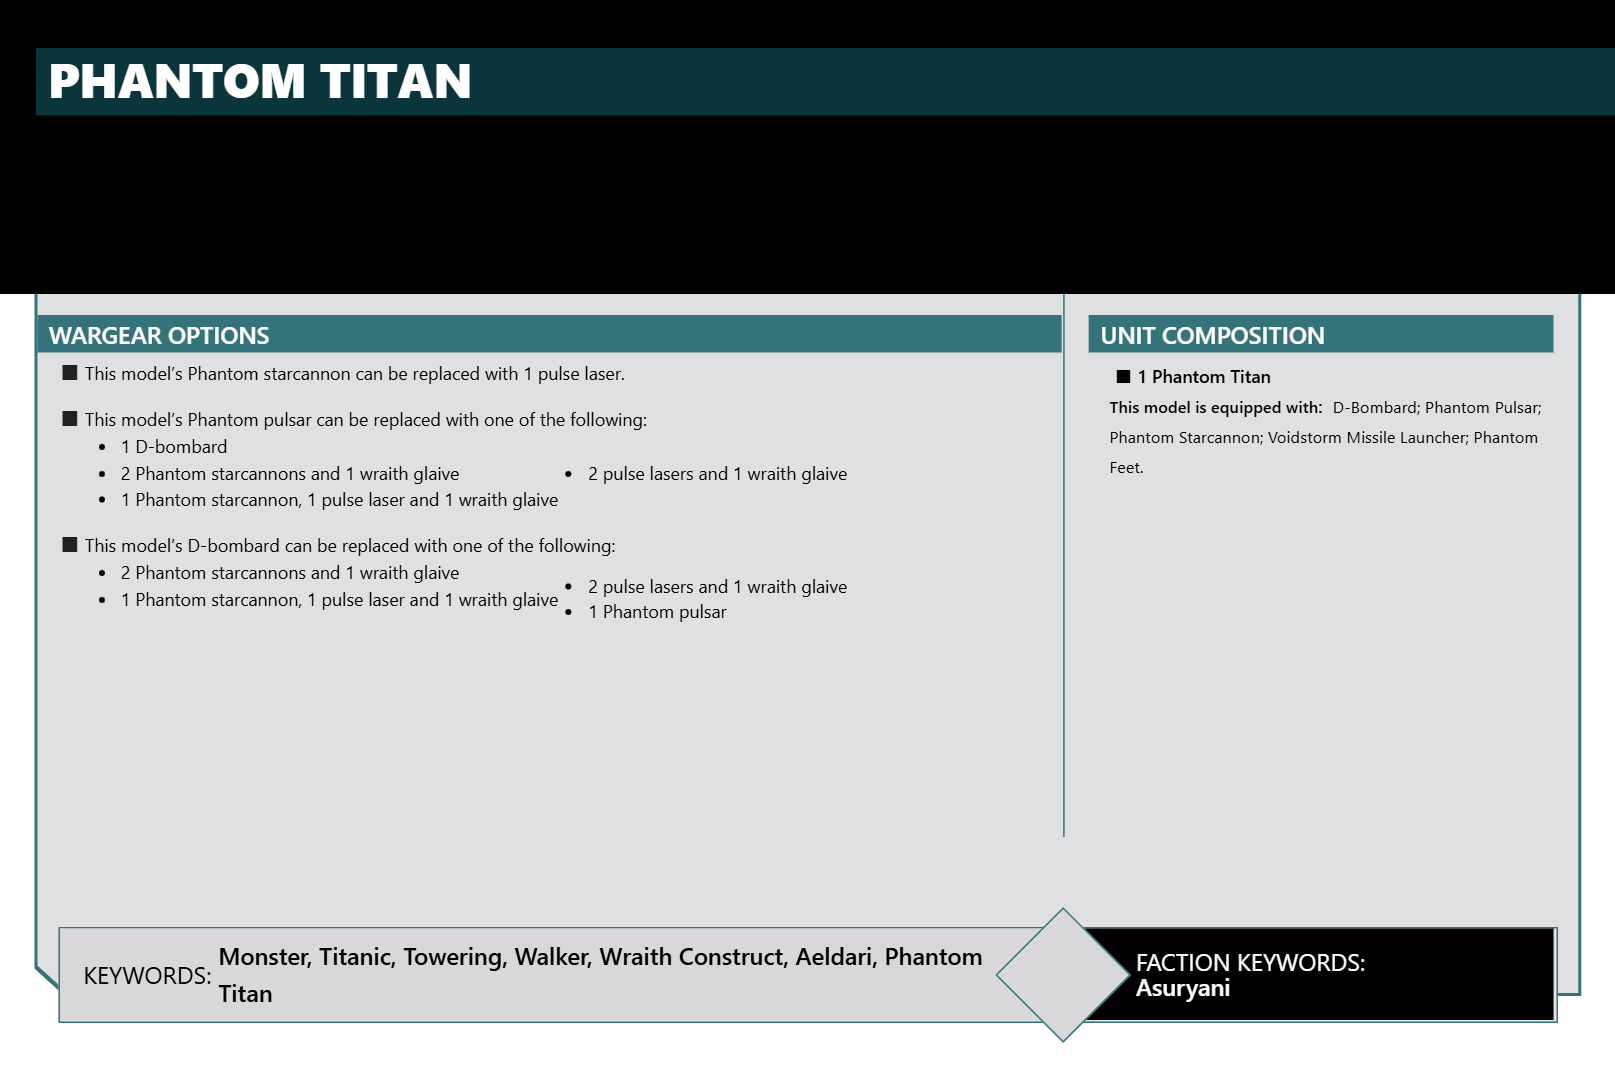 PHANTOM TITAN
WARGEAR OPTIONS
■ This model’s Phantom starcannon can be replaced with 1 pulse laser.
■ This model’s Phantom pulsar can be replaced with one of the following:
• 1 D-bombard
• 2 Phantom starcannons and 1 wraith glaive
• 2 pulse lasers and 1 wraith glaive
• 1 Phantom starcannon, 1 pulse laser and 1 wraith glaive
■ This model’s D-bombard can be replaced with one of the following:
• 2 Phantom starcannons and 1 wraith glaive
• 1 Phantom starcannon, 1 pulse laser and 1 wraith glaive
• 2 pulse lasers and 1 wraith glaive
• 1 Phantom pulsar
UNIT COMPOSITION
■ 1 Phantom Titan
This model is equipped with: D-Bombard; Phantom Pulsar;
Phantom Starcannon; Voidstorm Missile Launcher; Phantom
Feet.
KEYWORDS: Monster, Titanic, Towering, Walker, Wraith Construct, Aeldari, Phantom
Titan
FACTION KEYWORDS:
Asuryani